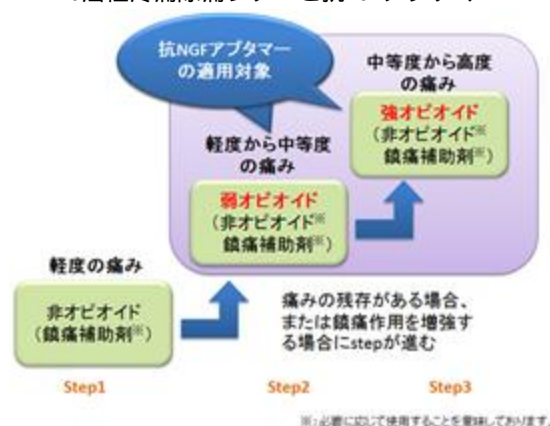 抗NGFアプタマー
の適用対象
中等度から高度
の痛み
強オピオイド
(非オピオイド※
鎮痛補助剤※)
軽度から中等度
の痛み
弱オピオイド
(非オピオイド※
鎮痛補助剤※)
軽度の痛み
非オピオイド
(鎮痛補助剤※)
痛みの残存がある場合、
または鎮痛作用を増強す
る場合にstepが進む
Step1
Step2
Step3
※:必要に応じて使用することを意味しております。